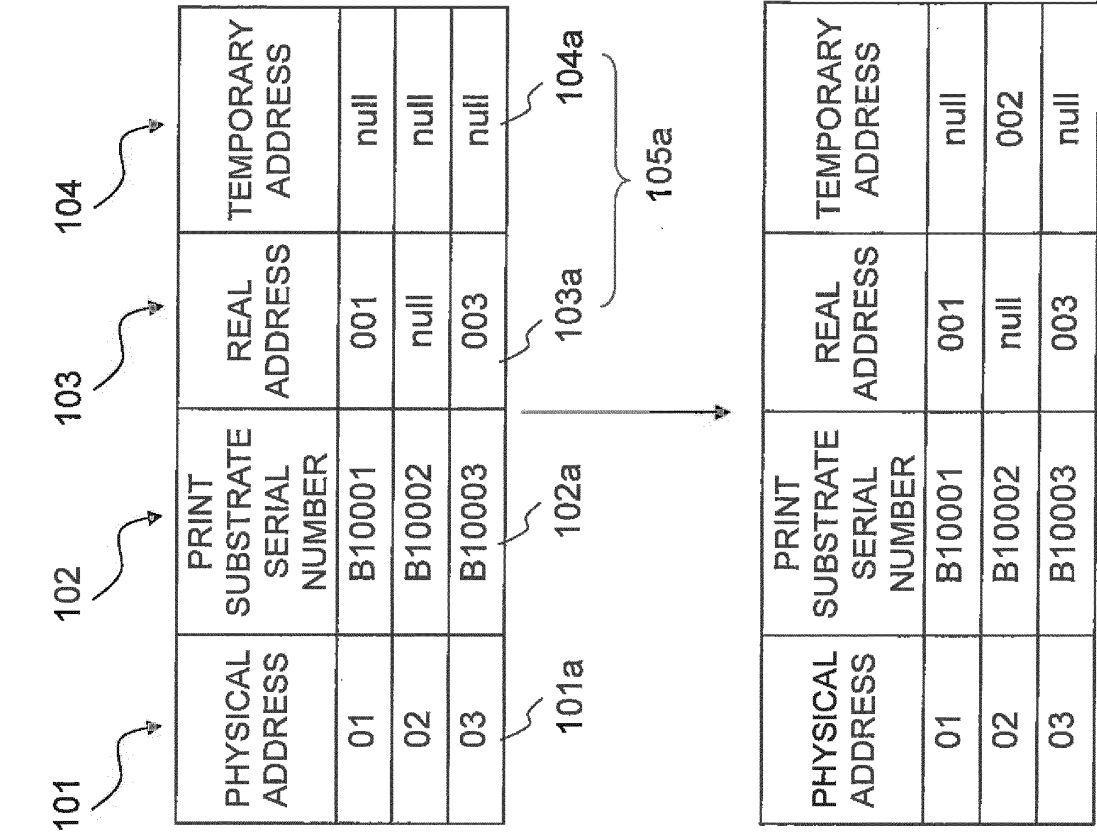 101 102 103 104
PHYSICAL ADDRESS PRINT SUBSTRATE SERIAL NUMBER REAL ADDRESS TEMPORARY ADDRESS
01 B10001 001 null
02 B10002 null null
03 B10003 003 null
101a 102a 103a 104a
105a
PHYSICAL ADDRESS PRINT SUBSTRATE SERIAL NUMBER REAL ADDRESS TEMPORARY ADDRESS
01 B10001 001 null
02 B10002 null 002
03 B10003 003 null